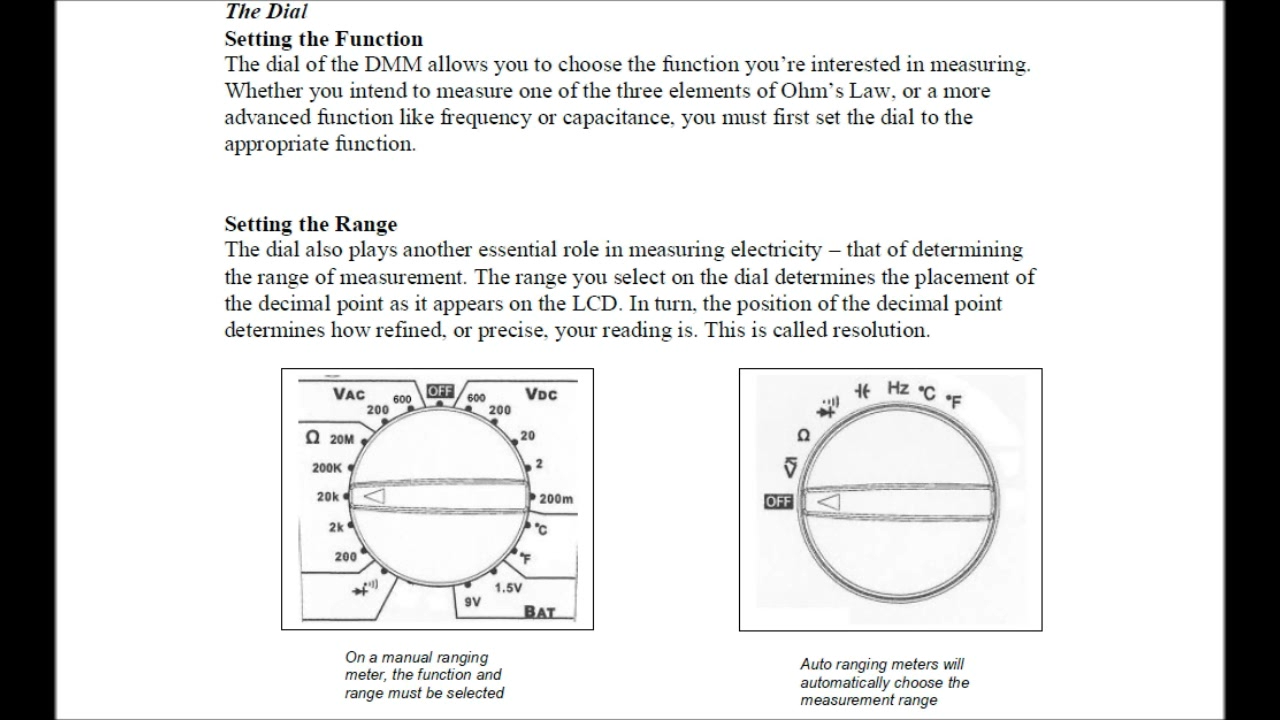 The Dial
Setting the Function
The dial of the DMM allows you to choose the function you’re interested in measuring.
Whether you intend to measure one of the three elements of Ohm’s Law, or a more
advanced function like frequency or capacitance, you must first set the dial to the
appropriate function.
Setting the Range
The dial also plays another essential role in measuring electricity – that of determining
the range of measurement. The range you select on the dial determines the placement of
the decimal point as it appears on the LCD. In turn, the position of the decimal point
determines how refined, or precise, your reading is. This is called resolution.
VAC
200
600
OFF
600
200
VDC
20
2
200m
°C
°F
1.5V
9V
BAT
Ω 20M
200K
20k
2k
200
Hz °C °F
Ω
V
OFF
On a manual ranging
meter, the function and
range must be selected
Auto ranging meters will
automatically choose the
measurement range